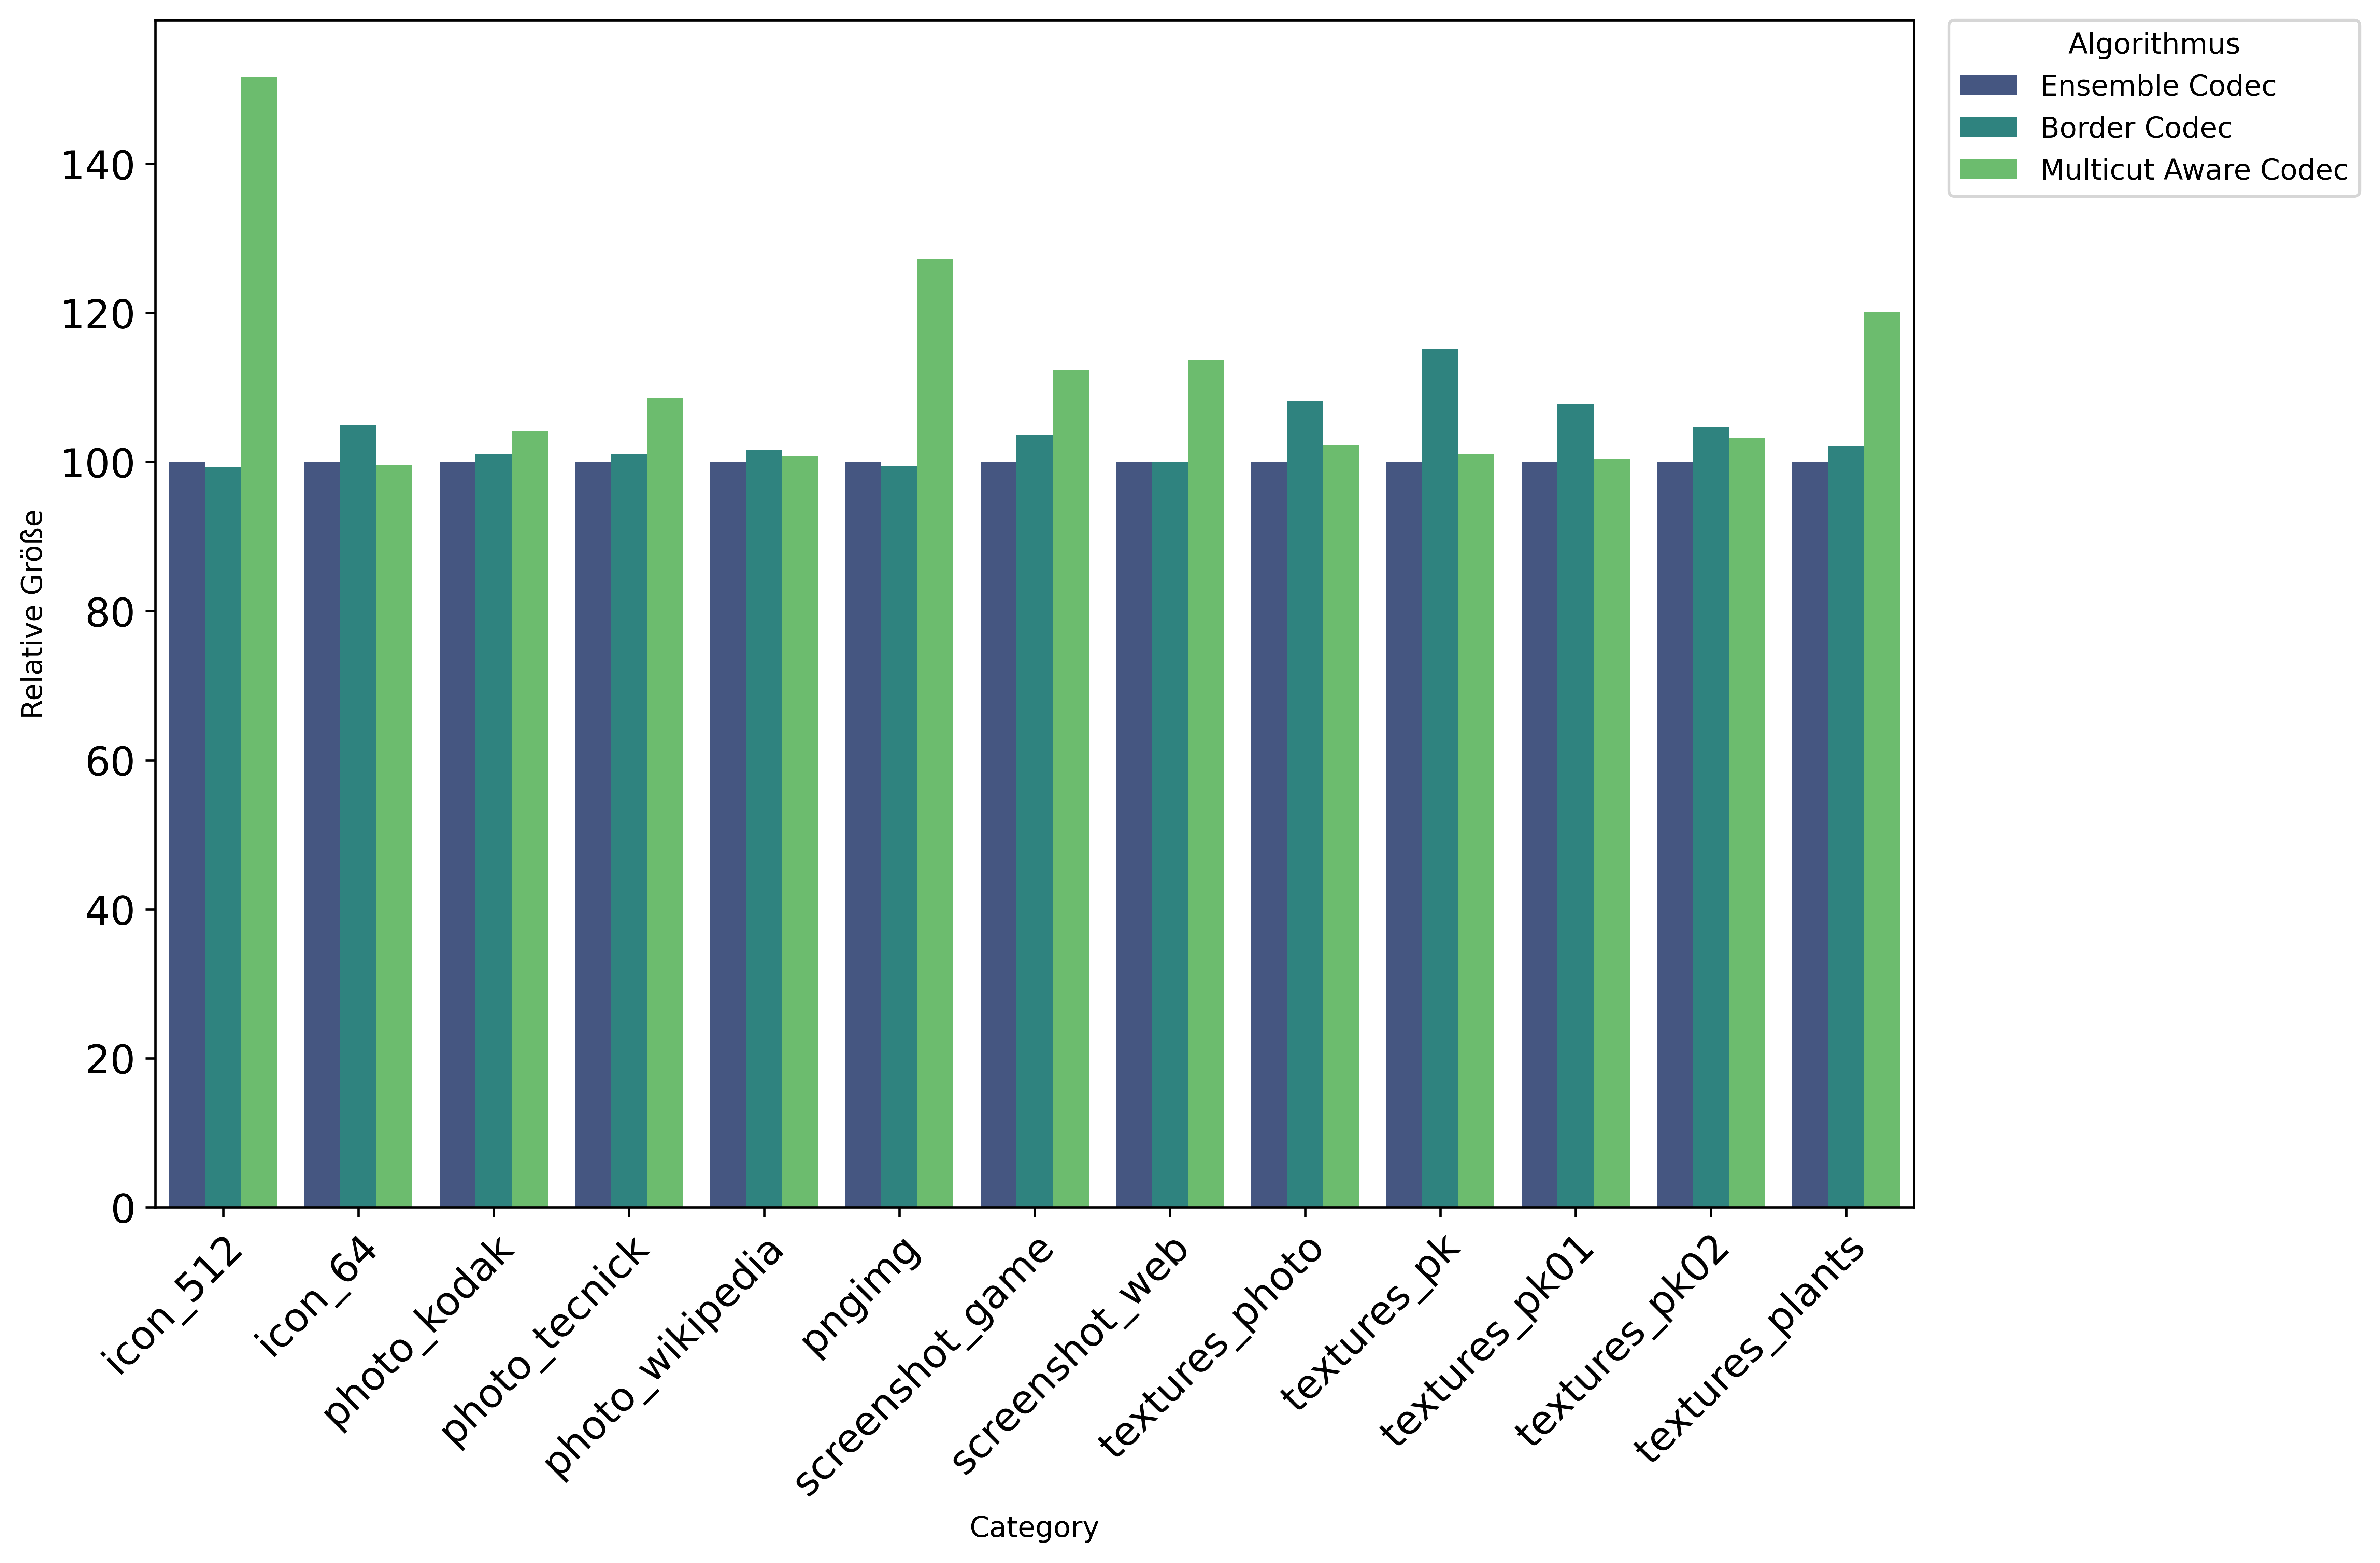 Algorithmus
Ensemble Codec
Border Codec
Multicut Aware Codec
140
120
100
80
60
40
20
0
Relative Größe
icon_512
icon_64
photo_kodak
photo_tecnick
photo_wikipedia
pngimg
screenshot_game
screenshot_web
textures_photo
textures_pk
textures_pk01
textures_pk02
textures_plants
Category